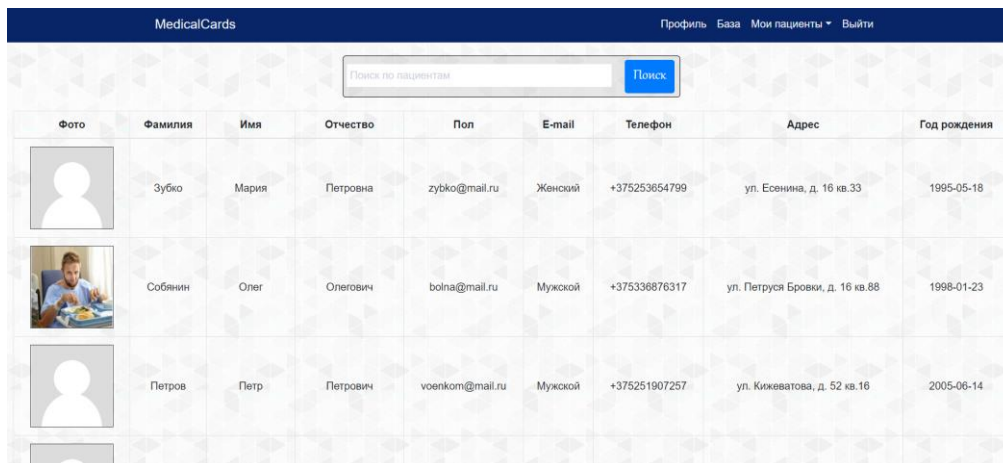 MedicalCards Профиль База Мои пациенты Выйти
Поиск по пациентам Поиск
Фото Фамилия Имя Отчество Пол E-mail Телефон Адрес Год рождения
Зубко Мария Петровна zybko@mail.ru Женский +375253654799 ул. Есенина, д. 16 кв.33 1995-05-18
Собянин Олег Олегович bolna@mail.ru Мужской +375336876317 ул. Петруся Бровки, д. 16 кв.88 1998-01-23
Петров Петр Петрович voenkom@mail.ru Мужской +375251907257 ул. Кижеватова, д. 52 кв.16 2005-06-14